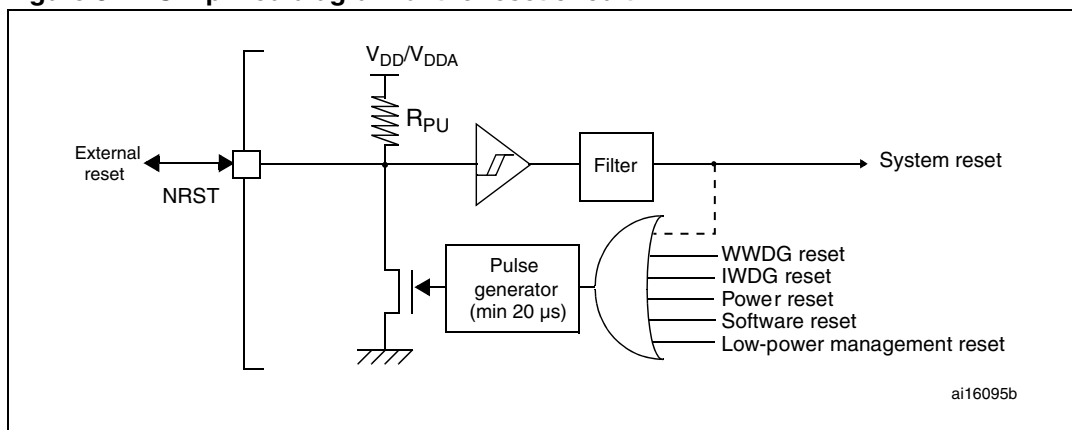 V_DD/V_DDA
R_PU
External
reset
NRST
Filter
System reset
Pulse
generator
(min 20 µs)
WWDG reset
IWDG reset
Power reset
Software reset
Low-power management reset
ai16095b